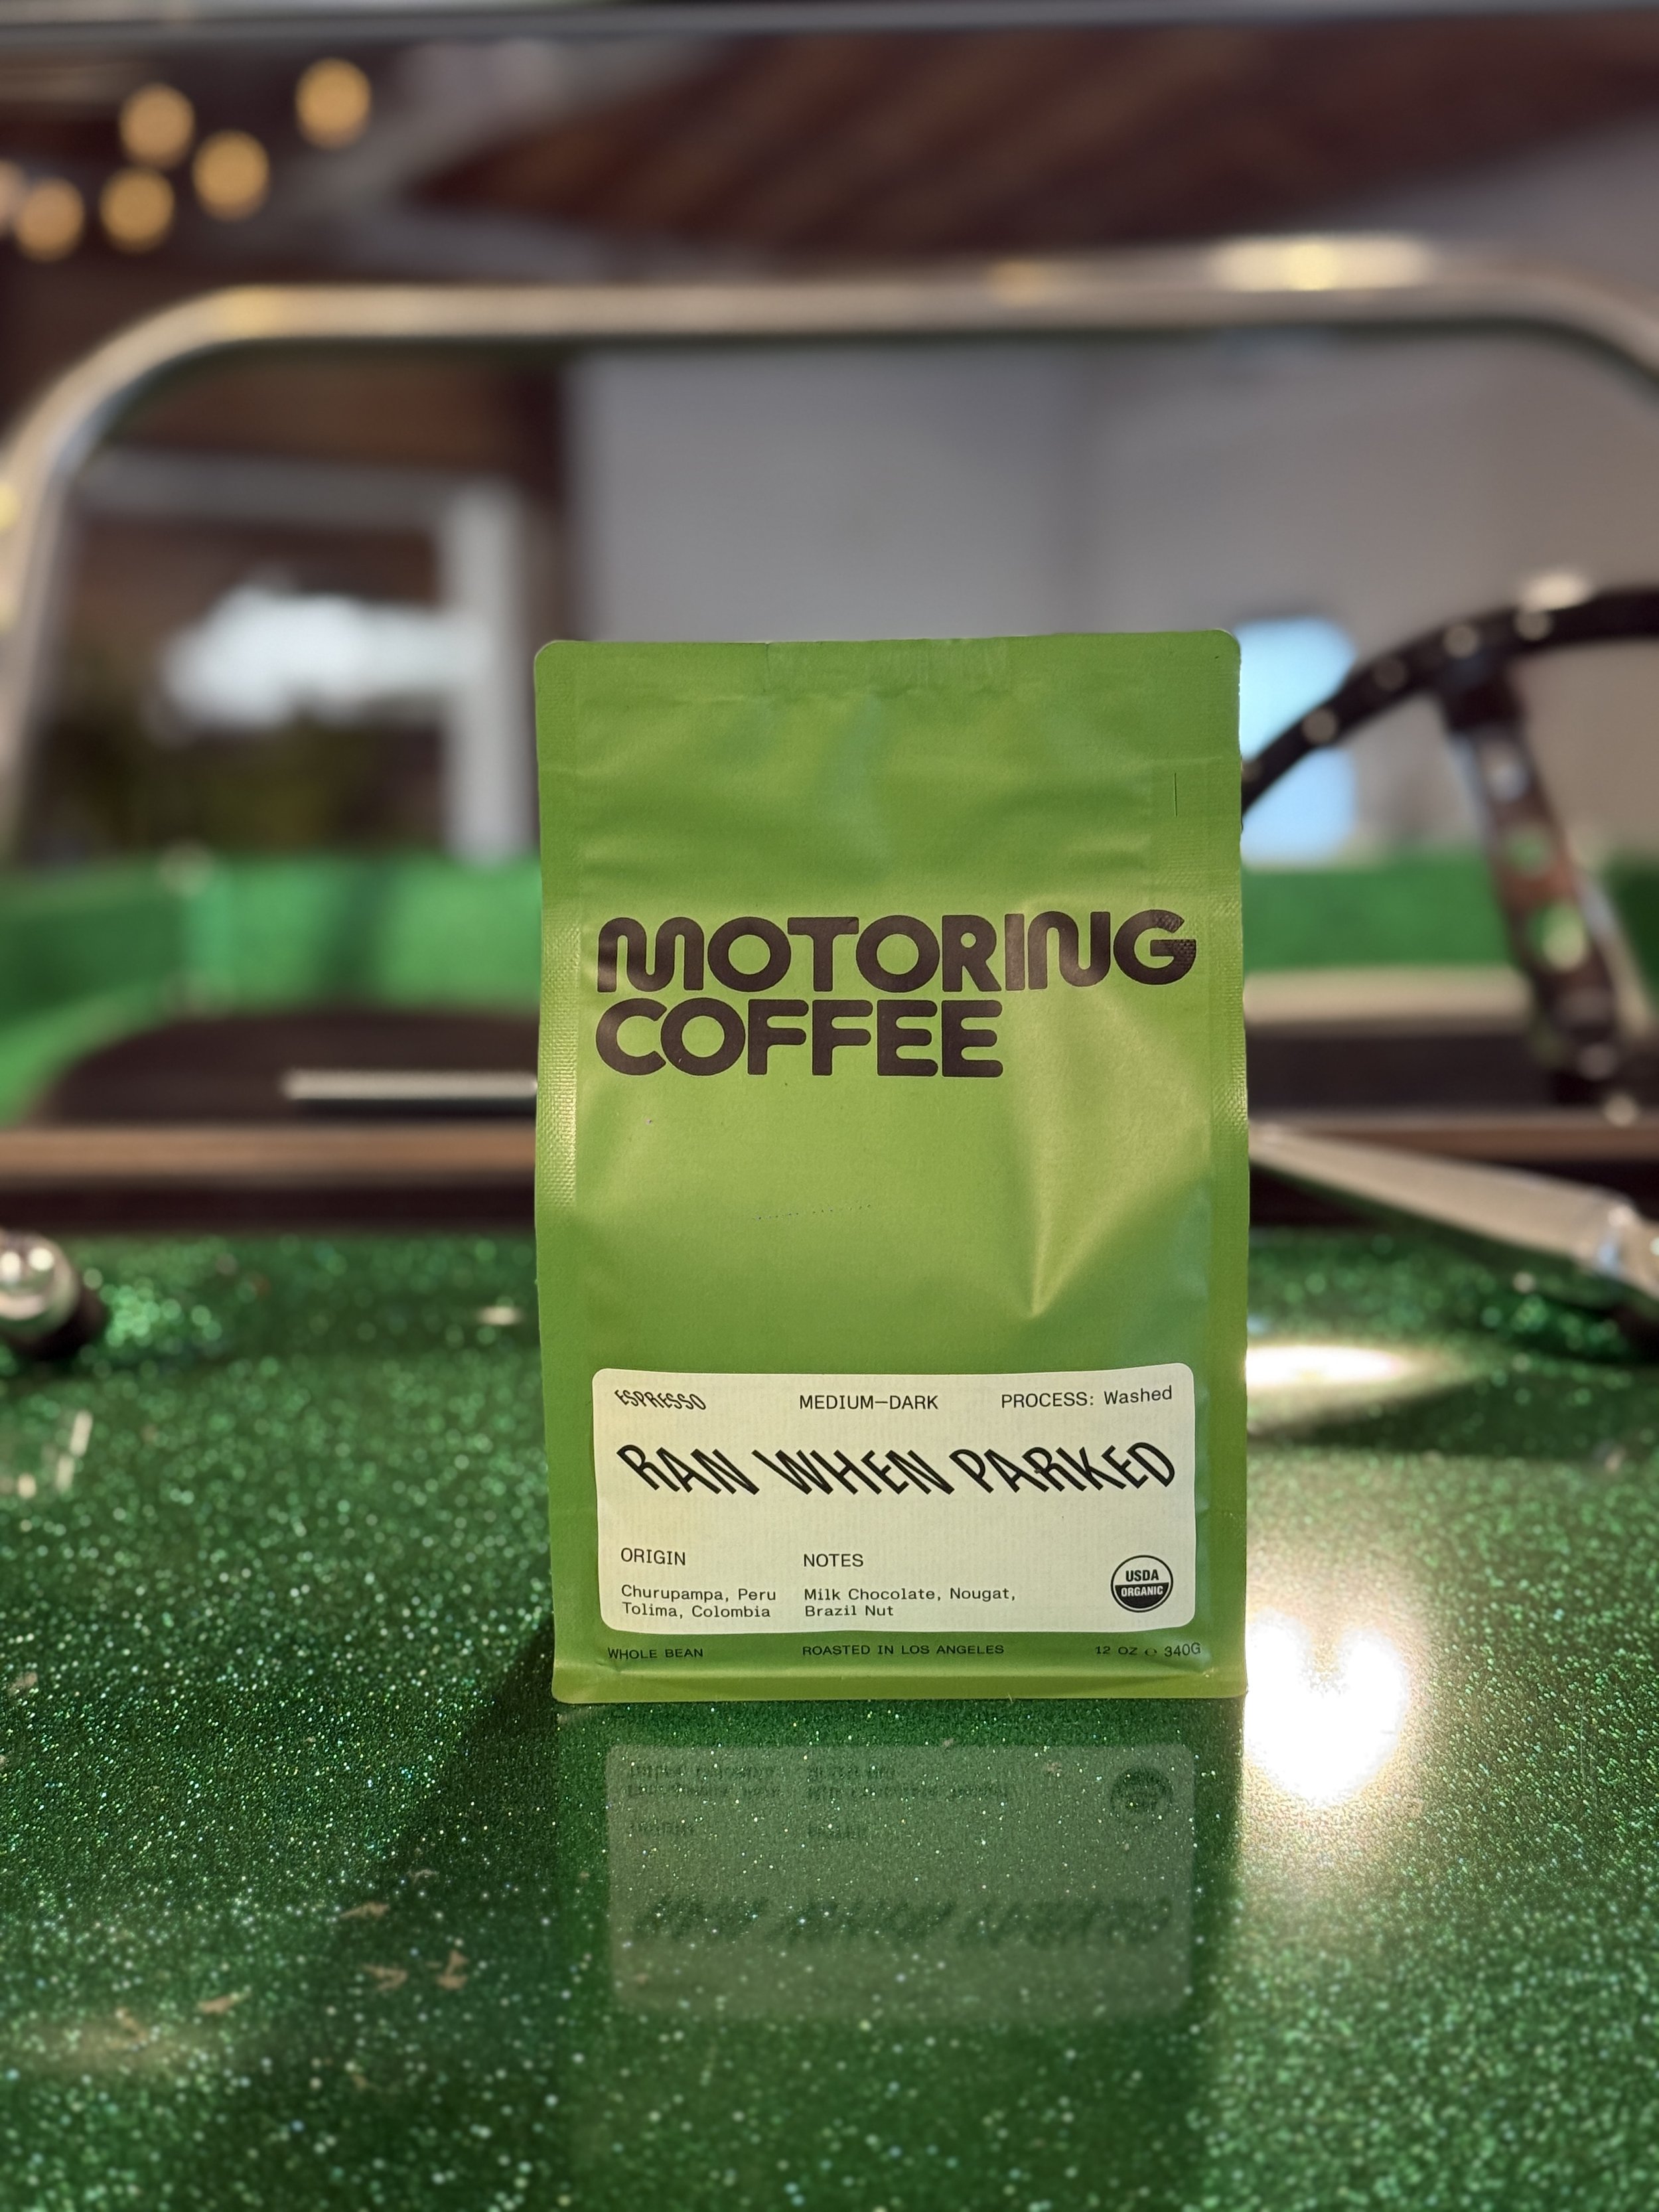 MOTORING
COFFEE
ESPRESSO MEDIUM–DARK PROCESS: Washed
RAN WHEN PARKED
ORIGIN NOTES
Churupampa, Peru Milk Chocolate, Nougat,
Tolima, Colombia Brazil Nut
USDA
ORGANIC
WHOLE BEAN ROASTED IN LOS ANGELES 12 OZ ℮ 340G